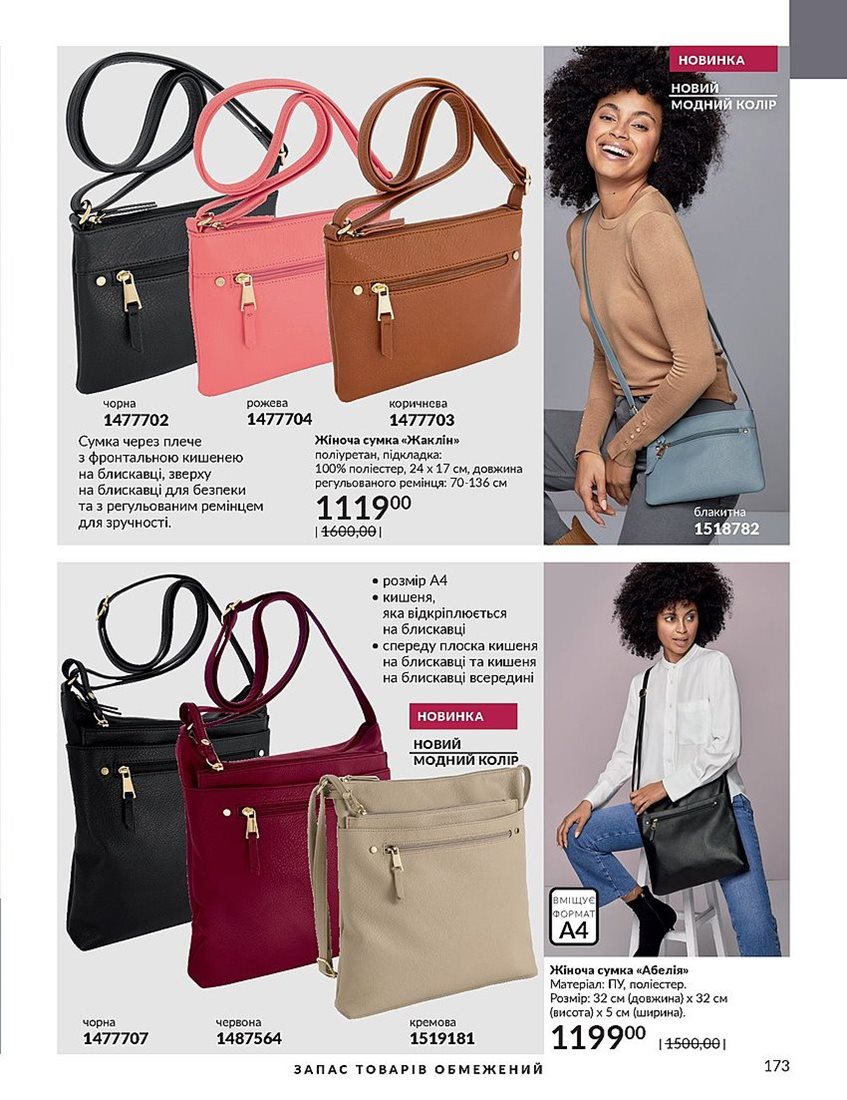 НОВИНКА
НОВИЙ
МОДНИЙ КОЛІР
чорна
1477702
рожева
1477704
коричнева
1477703
Сумка через плече
з фронтальною кишенею
на блискавці, зверху
на блискавці для безпеки
та з регульованим ремінцем
для зручності.
Жіноча сумка «Жаклін»
поліуретан, підкладка:
100% поліестер, 24 х 17 см, довжина
регульованого ремінця: 70-136 см
111900
| 1600,00 |
блакитна
1518782
• розмір А4
• кишеня,
яка відкріплюється
на блискавці
• спереду плоска кишеня
на блискавці та кишеня
на блискавці всередині
НОВИНКА
НОВИЙ
МОДНИЙ КОЛІР
чорна
1477707
червона
1487564
кремова
1519181
ВМІЩУЄ
ФОРМАТ
А4
Жіноча сумка «Абелія»
Матеріал: ПУ, поліестер.
Розмір: 32 см (довжина) х 32 см
(висота) х 5 см (ширина).
119900
| 1500,00 |
ЗАПАС ТОВАРІВ ОБМЕЖЕНИЙ
173